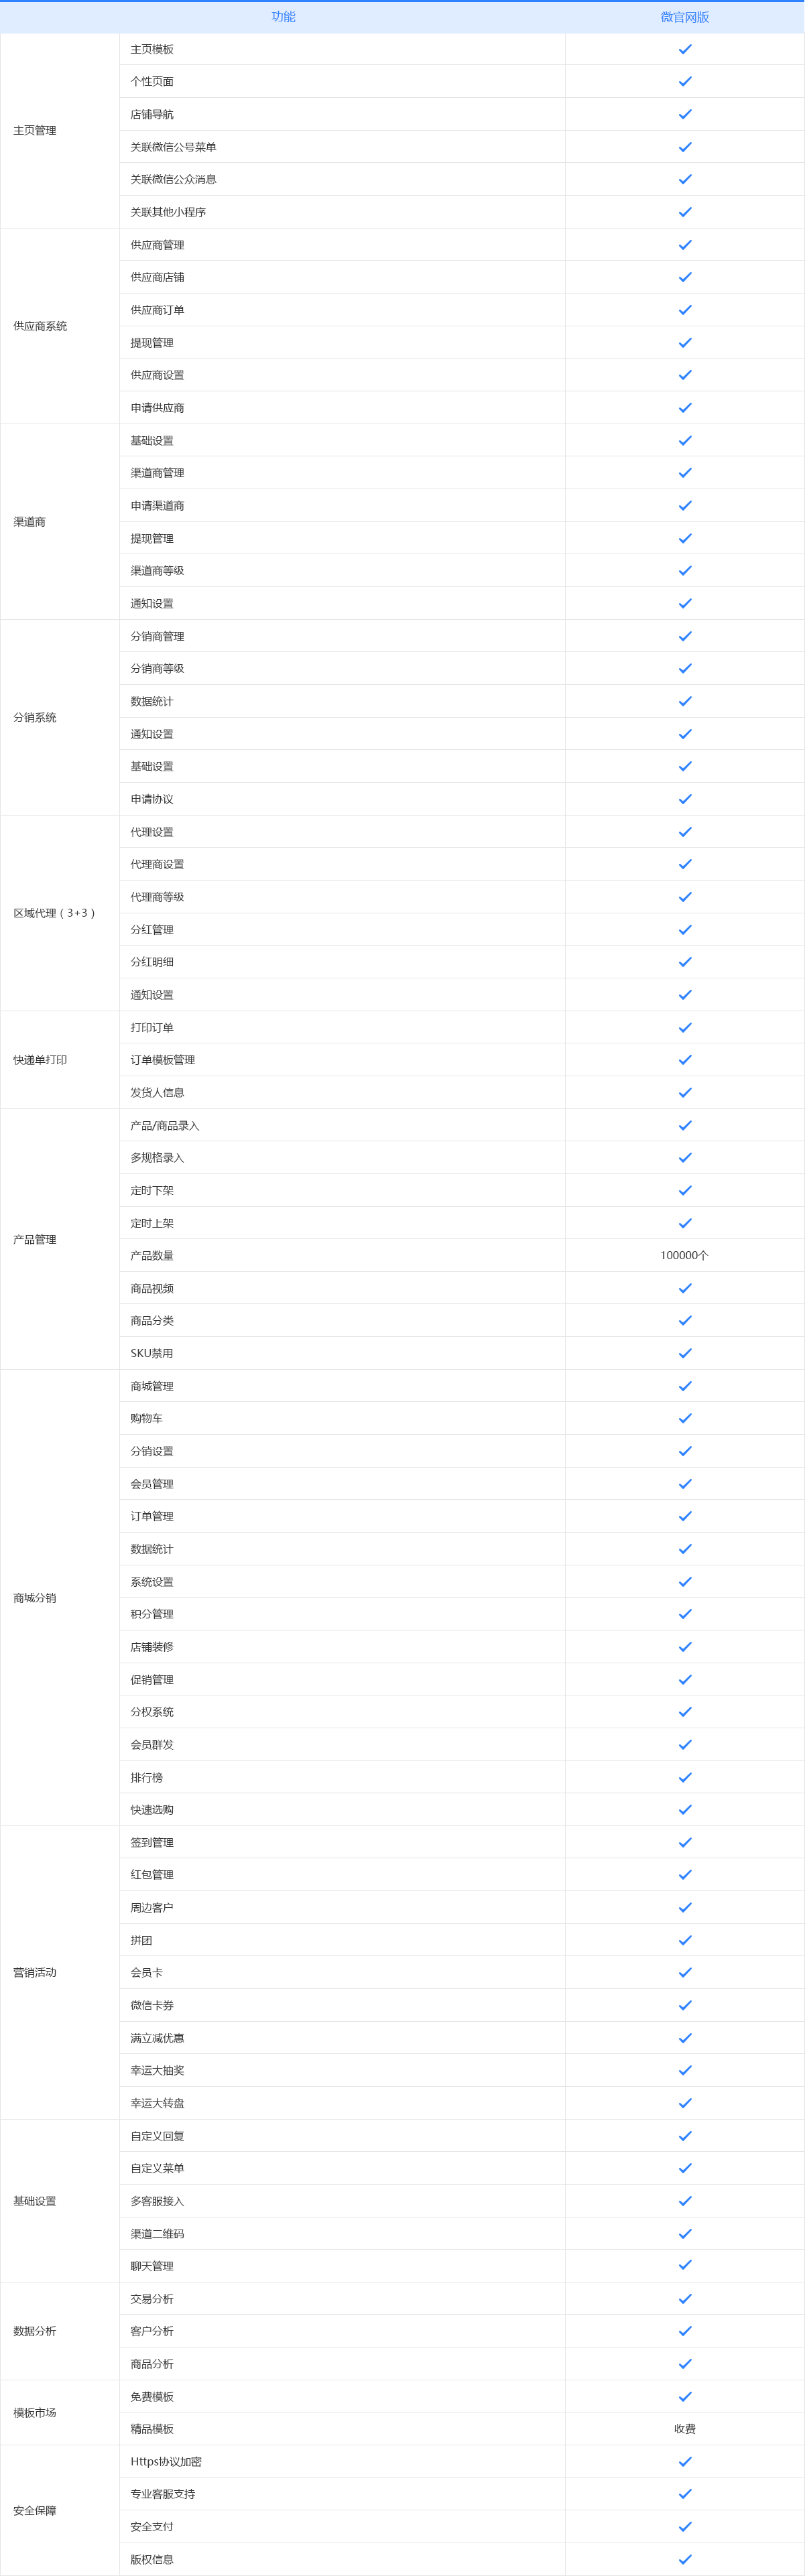 功能 微官网版
主页管理
主页模板
个性页面
店铺导航
关联微信公号菜单
关联微信公众消息
关联其他小程序
供应商系统
供应商管理
供应商店铺
供应商订单
提现管理
供应商设置
申请供应商
渠道商
基础设置
渠道商管理
申请渠道商
提现管理
渠道商等级
通知设置
分销系统
分销商管理
分销商等级
数据统计
通知设置
基础设置
申请协议
区域代理（3+3）
代理设置
代理商设置
代理商等级
分红管理
分红明细
通知设置
快递单打印
打印订单
订单模板管理
发货人信息
产品管理
产品/商品录入
多规格录入
定时下架
定时上架
产品数量 100000个
商品视频
商品分类
SKU禁用
商城分销
商城管理
购物车
分销设置
会员管理
订单管理
数据统计
系统设置
积分管理
店铺装修
促销管理
分权系统
会员群发
排行榜
快速选购
营销活动
签到管理
红包管理
周边客户
拼团
会员卡
微信卡券
满立减优惠
幸运大抽奖
幸运大转盘
基础设置
自定义回复
自定义菜单
多客服接入
渠道二维码
聊天管理
数据分析
交易分析
客户分析
商品分析
模板市场
免费模板
精品模板 收费
安全保障
Https协议加密
专业客服支持
安全支付
版权信息